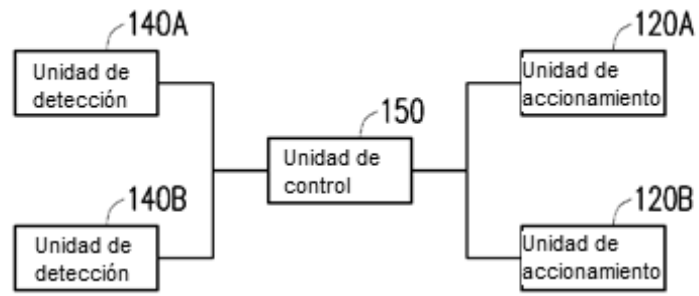 140A
Unidad de
detección
120A
Unidad de
accionamiento
150
Unidad de
control
140B
Unidad de
detección
120B
Unidad de
accionamiento